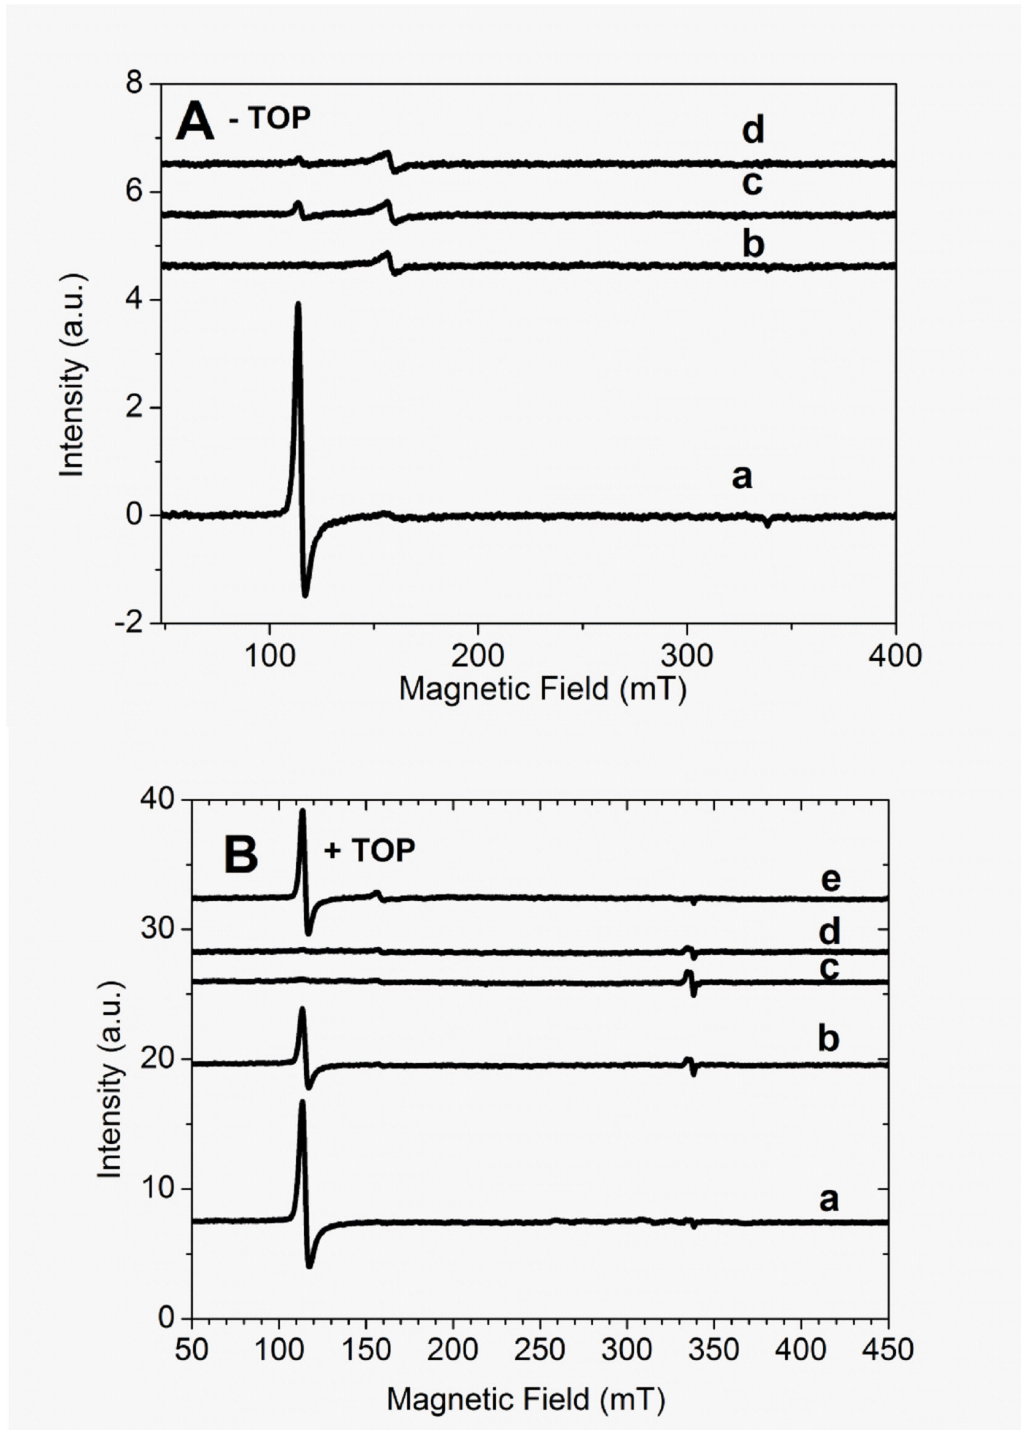 8
A - TOP
d
6
c
b
4
Intensity (a.u.)
2
a
0
-2
100 200 300 400
Magnetic Field (mT)
40
B + TOP
e
30
d
c
Intensity (a.u.)
b
20
a
10
0
50 100 150 200 250 300 350 400 450
Magnetic Field (mT)